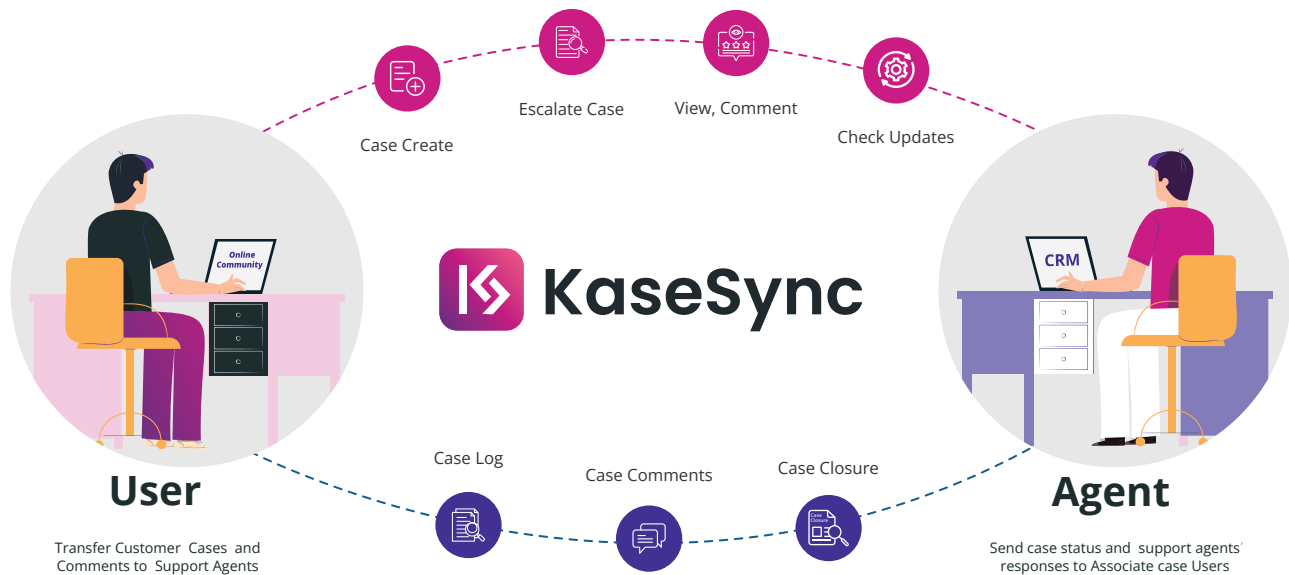 Case Create
Escalate Case
View, Comment
Check Updates
Online
Community
CRM
KaseSync
Case Log
Case Comments
Case Closure
Case
Closure
User
Transfer Customer Cases and
Comments to Support Agents
Agent
Send case status and support agents'
responses to Associate case Users